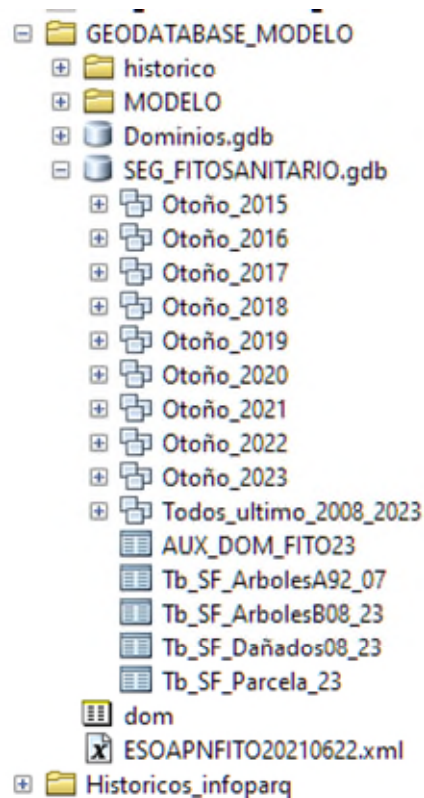 GEODATABASE_MODELO
historico
MODELO
Dominios.gdb
SEG_FITOSANITARIO.gdb
Otoño_2015
Otoño_2016
Otoño_2017
Otoño_2018
Otoño_2019
Otoño_2020
Otoño_2021
Otoño_2022
Otoño_2023
Todos_ultimo_2008_2023
AUX_DOM_FITO23
Tb_SF_ArbolesA92_07
Tb_SF_ArbolesB08_23
Tb_SF_Dañados08_23
Tb_SF_Parcela_23
dom
ESOAPNFITO20210622.xml
Historicos_infoparq